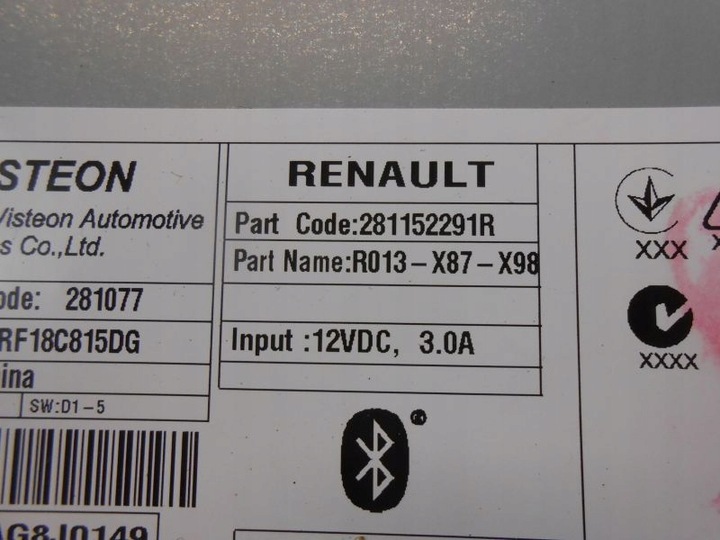 STEON
Visteon Automotive
s Co.,Ltd.
ode: 281077
RF18C815DG
ina
SW:D1-5
AG8J0149
RENAULT
Part Code:281152291R
Part Name:R013-X87-X98
Input :12VDC, 3.0A
XXX
XXXX